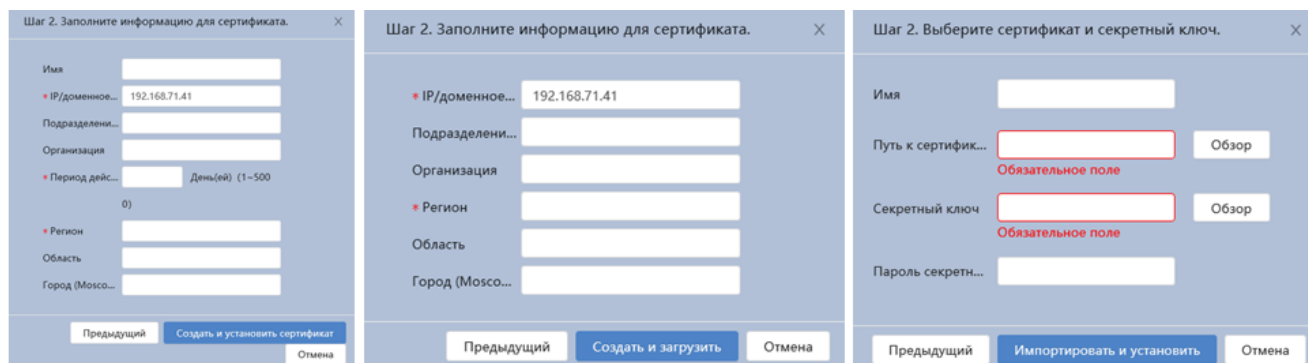 Шаг 2. Заполните информацию для сертификата.
Имя
* IP/доменное... 192.168.71.41
Подразделени...
Организация
* Период дейс... День(ей) (1~500
0)
* Регион
Область
Город (Mosco...
Предыдущий Создать и установить сертификат
Отмена
Шаг 2. Заполните информацию для сертификата.
* IP/доменное... 192.168.71.41
Подразделени...
Организация
* Регион
Область
Город (Mosco...
Предыдущий Создать и загрузить Отмена
Шаг 2. Выберите сертификат и секретный ключ.
Имя
Путь к сертифик... Обзор
Обязательное поле
Секретный ключ Обзор
Обязательное поле
Пароль секретн...
Предыдущий Импортировать и установить Отмена